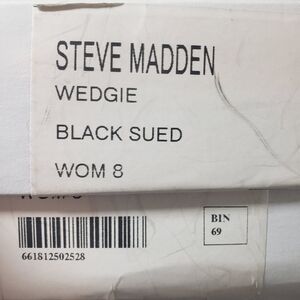 STEVE MADDEN
WEDGIE
BLACK SUED
WOM 8
BIN
69
661812502528